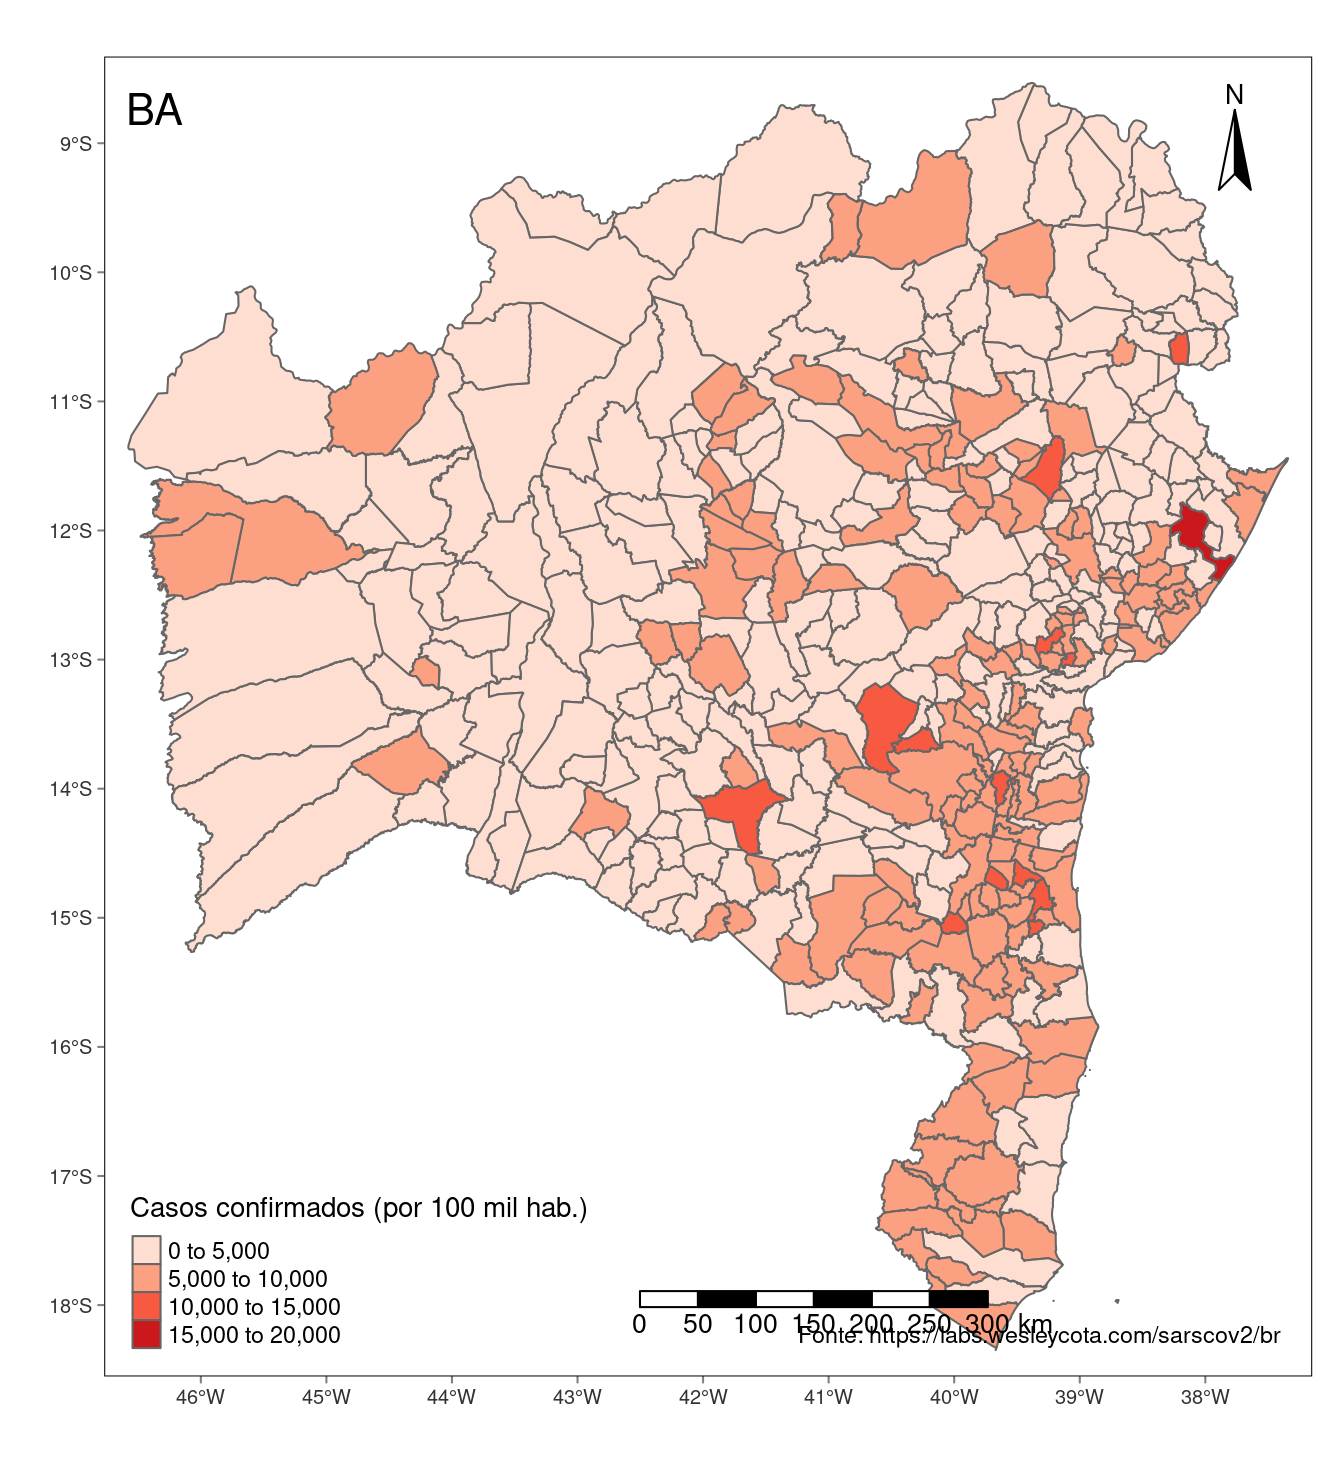 BA
N
9°S
10°S
11°S
12°S
13°S
14°S
15°S
16°S
17°S
18°S
Casos confirmados (por 100 mil hab.)
0 to 5,000
5,000 to 10,000
10,000 to 15,000
15,000 to 20,000
0 50 100 150 200 250 300 km
Fonte: https://labs.wesleycota.com/sarscov2/br
46°W 45°W 44°W 43°W 42°W 41°W 40°W 39°W 38°W